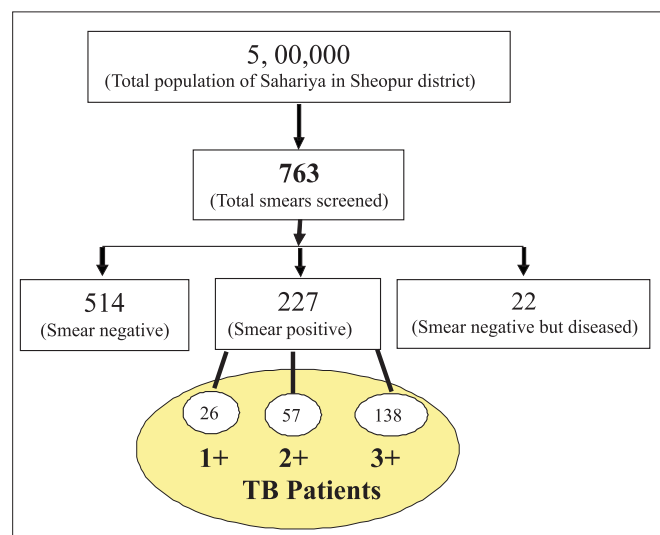 5, 00,000
(Total population of Sahariya in Sheopur district)
763
(Total smears screened)
514
(Smear negative)
227
(Smear positive)
22
(Smear negative but diseased)
26
57
138
1+
2+
3+
TB Patients